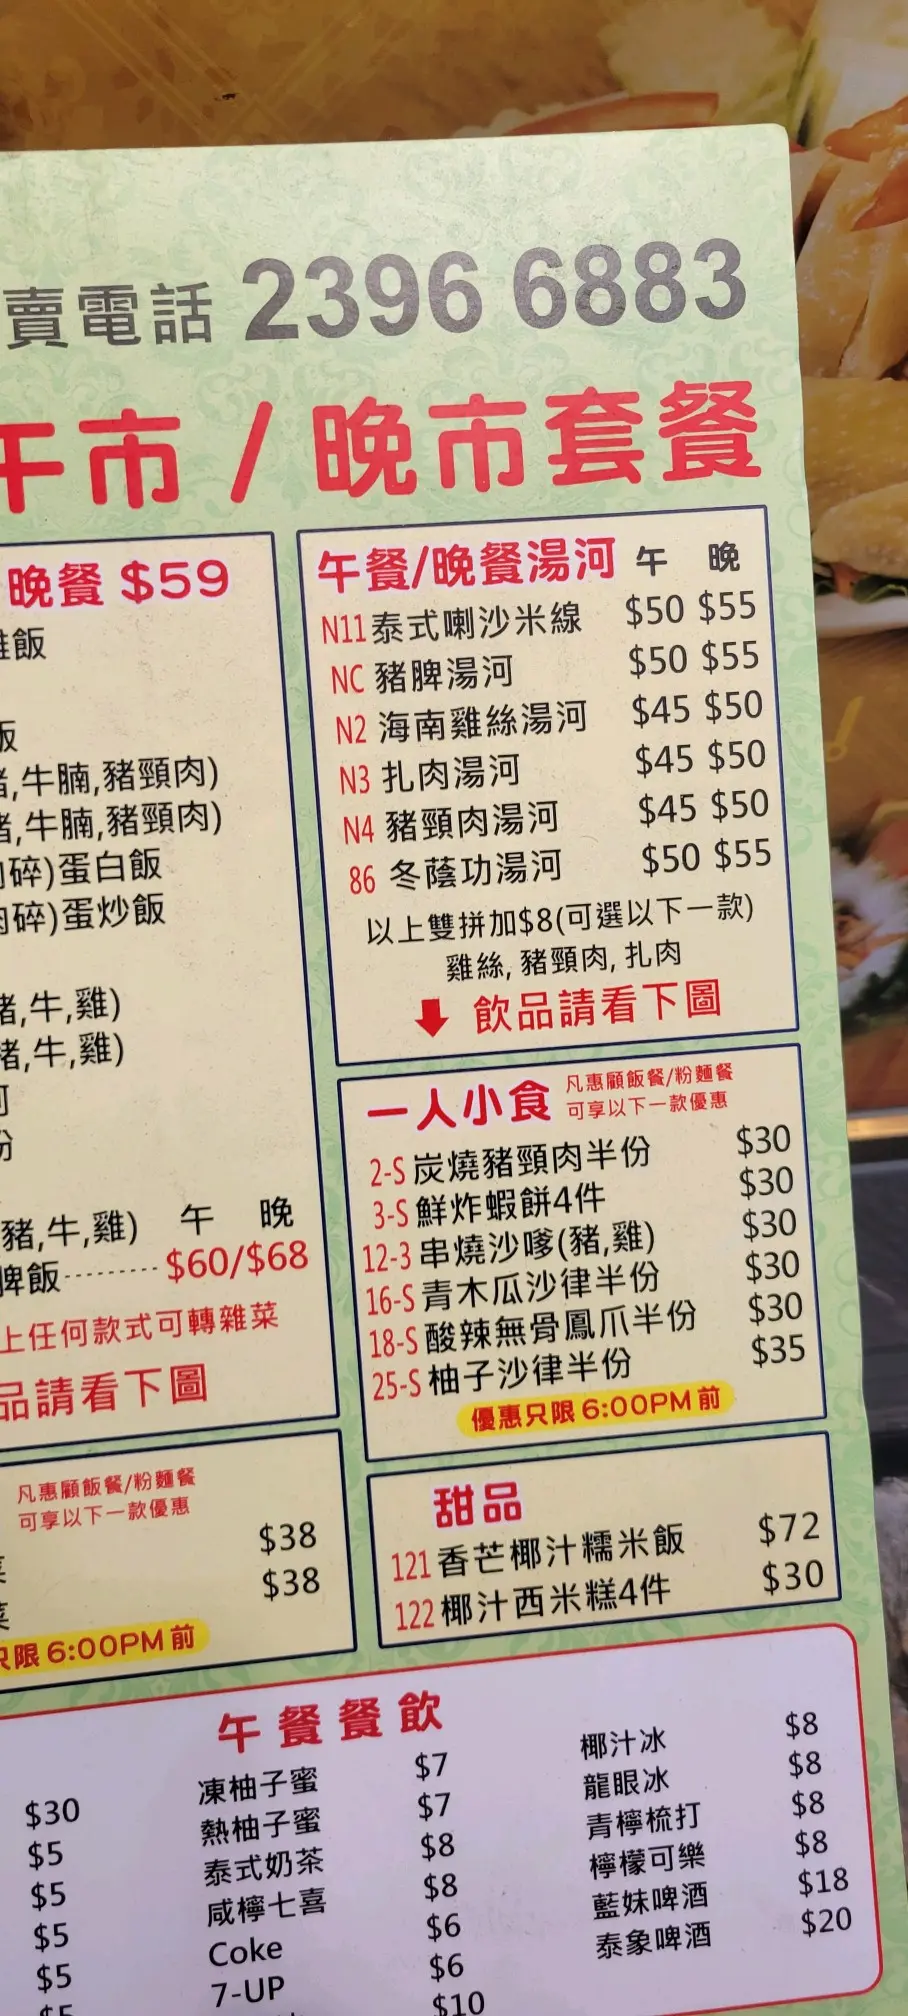 賣電話 2396 6883
午市 / 晚市套餐
晚餐 $59
雞飯
飯
豬,牛腩,豬頸肉)
豬,牛腩,豬頸肉)
肉碎)蛋白飯
肉碎)蛋炒飯
豬,牛,雞)
豬,牛,雞)
河
份
豬,牛,雞) 午 晚
脾飯 $60/$68
上任何款式可轉雜菜
品請看下圖
午餐/晚餐湯河 午 晚
N11 泰式喇沙米線 $50 $55
NC 豬脾湯河 $50 $55
N2 海南雞絲湯河 $45 $50
N3 扎肉湯河 $45 $50
N4 豬頸肉湯河 $45 $50
86 冬蔭功湯河 $50 $55
以上雙拼加$8(可選以下一款)
雞絲, 豬頸肉, 扎肉
飲品請看下圖
一人小食 凡惠顧飯餐/粉麵餐
可享以下一款優惠
2-S 炭燒豬頸肉半份 $30
3-S 鮮炸蝦餅4件 $30
12-3 串燒沙嗲(豬,雞) $30
16-S 青木瓜沙律半份 $30
18-S 酸辣無骨鳳爪半份 $30
25-S 柚子沙律半份 $35
優惠只限 6:00PM 前
凡惠顧飯餐/粉麵餐
可享以下一款優惠
菜 $38
菜 $38
只限 6:00PM 前
甜品
121 香芒椰汁糯米飯 $72
122 椰汁西米糕4件 $30
午餐餐飲
$30
$5
$5
$5
$5
$5
凍柚子蜜 $7
熱柚子蜜 $7
泰式奶茶 $8
咸檸七喜 $8
Coke $6
7-UP $6
$10
椰汁冰 $8
龍眼冰 $8
青檸梳打 $8
檸檬可樂 $8
藍妹啤酒 $18
泰象啤酒 $20